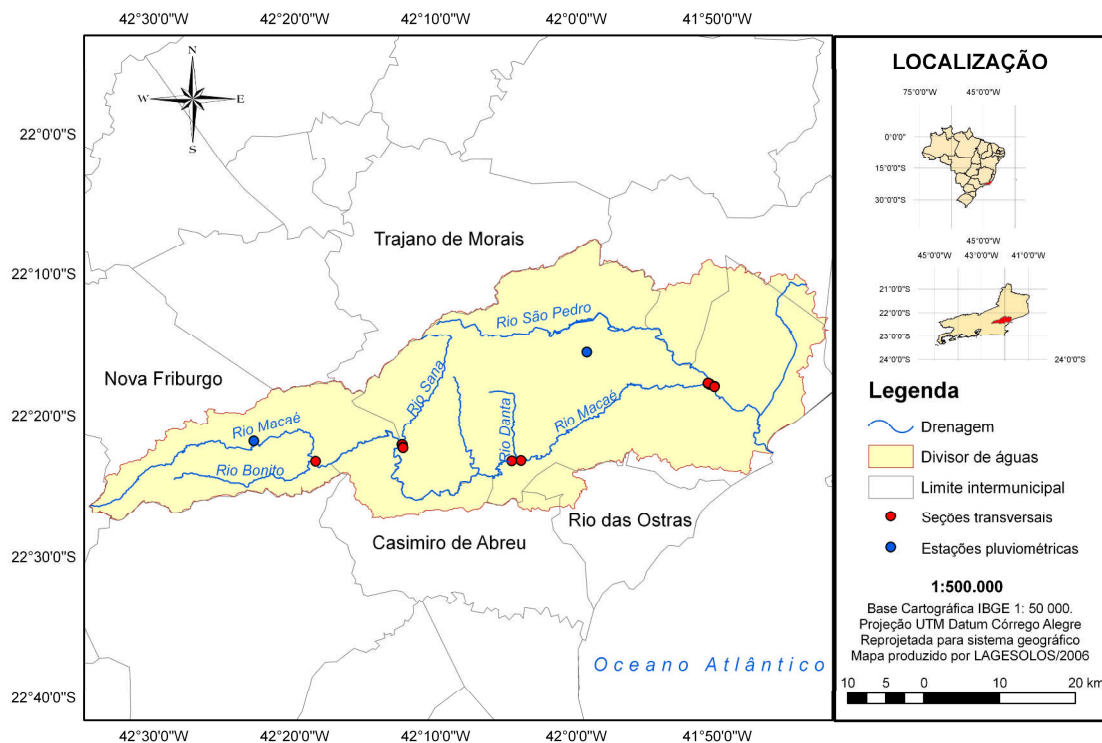 42°30'0"W 42°20'0"W 42°10'0"W 42°0'0"W 41°50'0"W
N
W E
S
22°0'0"S
22°10'0"S
22°20'0"S
22°30'0"S
22°40'0"S
Trajano de Morais
Rio São Pedro
Nova Friburgo
Rio Sana
Rio Macaé
Rio Bonito
Rio Danta
Rio Macaé
Rio das Ostras
Casimiro de Abreu
Oceano Atlântico
42°30'0"W 42°20'0"W 42°10'0"W 42°0'0"W 41°50'0"W
LOCALIZAÇÃO
75°0'0"W 45°0'0"W
0°0'0"
15°0'0"S
30°0'0"S
45°0'0"W
45°0'0"W 43°0'0"W 41°0'0"W
21°0'0"S
22°0'0"S
23°0'0"S
24°0'0"S 24°0'0"S
Legenda
Drenagem
Divisor de águas
Limite intermunicipal
Seções transversais
Estações pluviométricas
1:500.000
Base Cartográfica IBGE 1: 50 000.
Projeção UTM Datum Córrego Alegre
Reprojetada para sistema geográfico
Mapa produzido por LAGESOLOS/2006
10 5 0 10 20 km